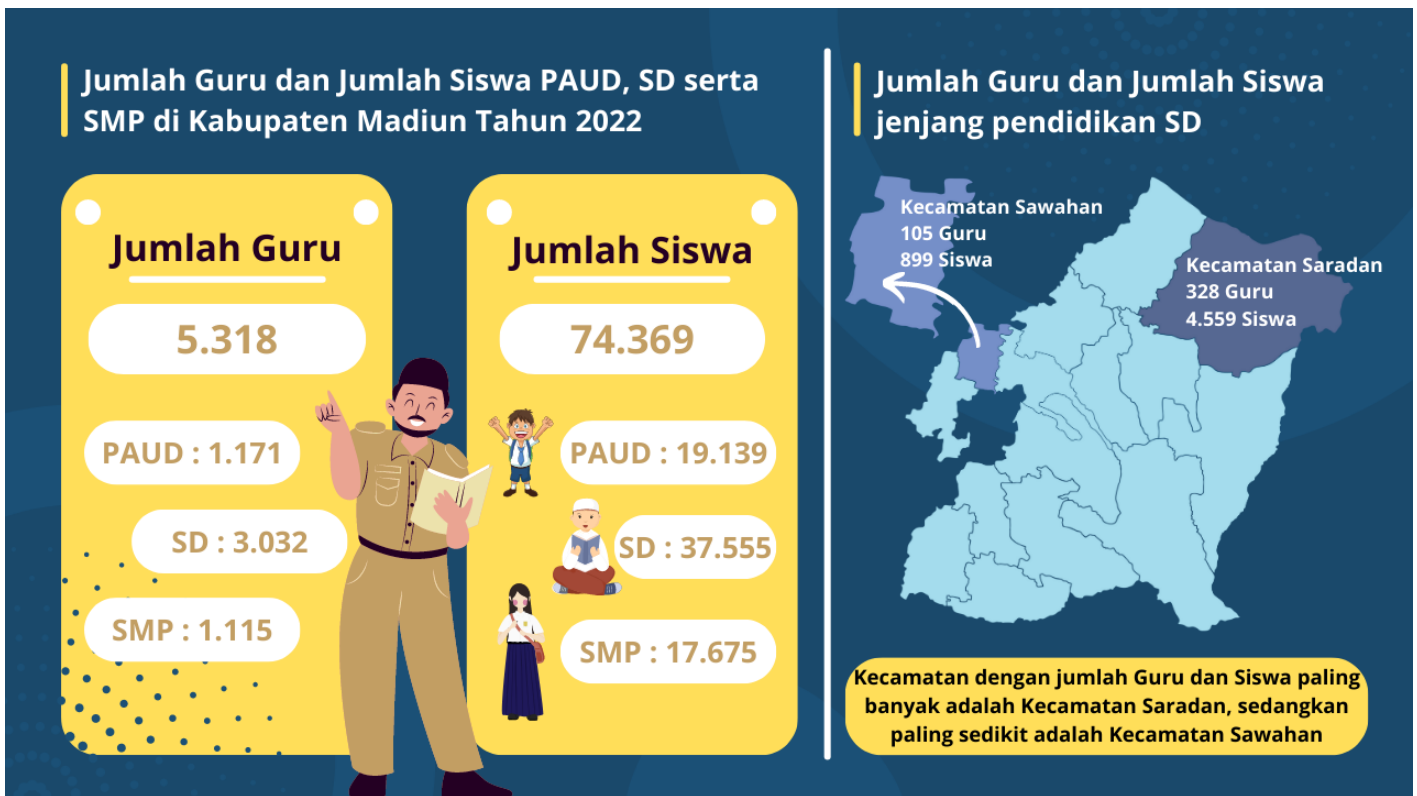 Jumlah Guru dan Jumlah Siswa PAUD, SD serta
SMP di Kabupaten Madiun Tahun 2022
Jumlah Guru
5.318
PAUD : 1.171
SD : 3.032
SMP : 1.115
Jumlah Siswa
74.369
PAUD : 19.139
SD : 37.555
SMP : 17.675
Jumlah Guru dan Jumlah Siswa
jenjang pendidikan SD
Kecamatan Sawahan
105 Guru
899 Siswa
Kecamatan Saradan
328 Guru
4.559 Siswa
Kecamatan dengan jumlah Guru dan Siswa paling
banyak adalah Kecamatan Saradan, sedangkan
paling sedikit adalah Kecamatan Sawahan